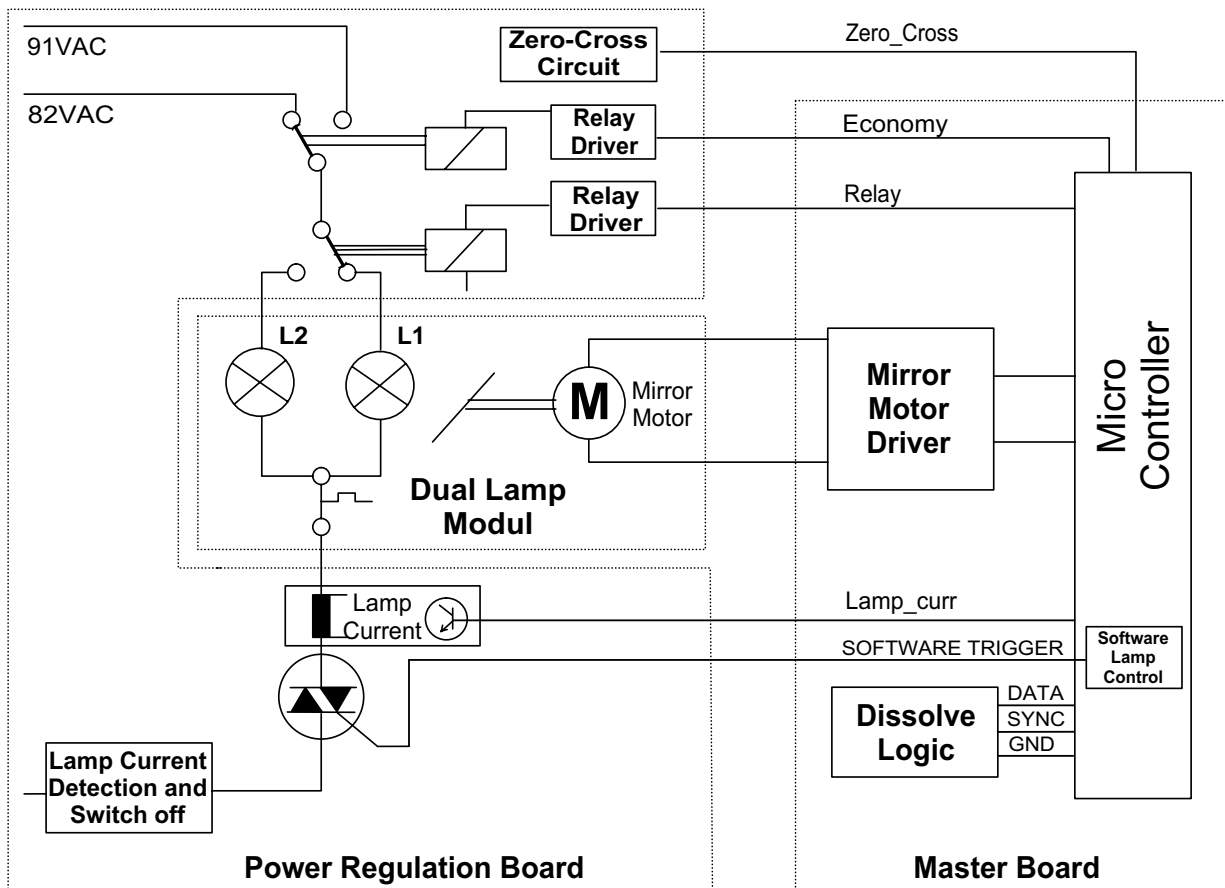 91VAC
82VAC
Zero-Cross
Circuit
Zero_Cross
Relay
Driver
Economy
Relay
Driver
Relay
L2
L1
M
Mirror
Motor
Mirror
Motor
Driver
Micro
Controller
Dual Lamp
Modul
Lamp
Current
Lamp_curr
SOFTWARE TRIGGER
Software
Lamp
Control
Dissolve
Logic
DATA
SYNC
GND
Lamp Current
Detection and
Switch off
Power Regulation Board
Master Board